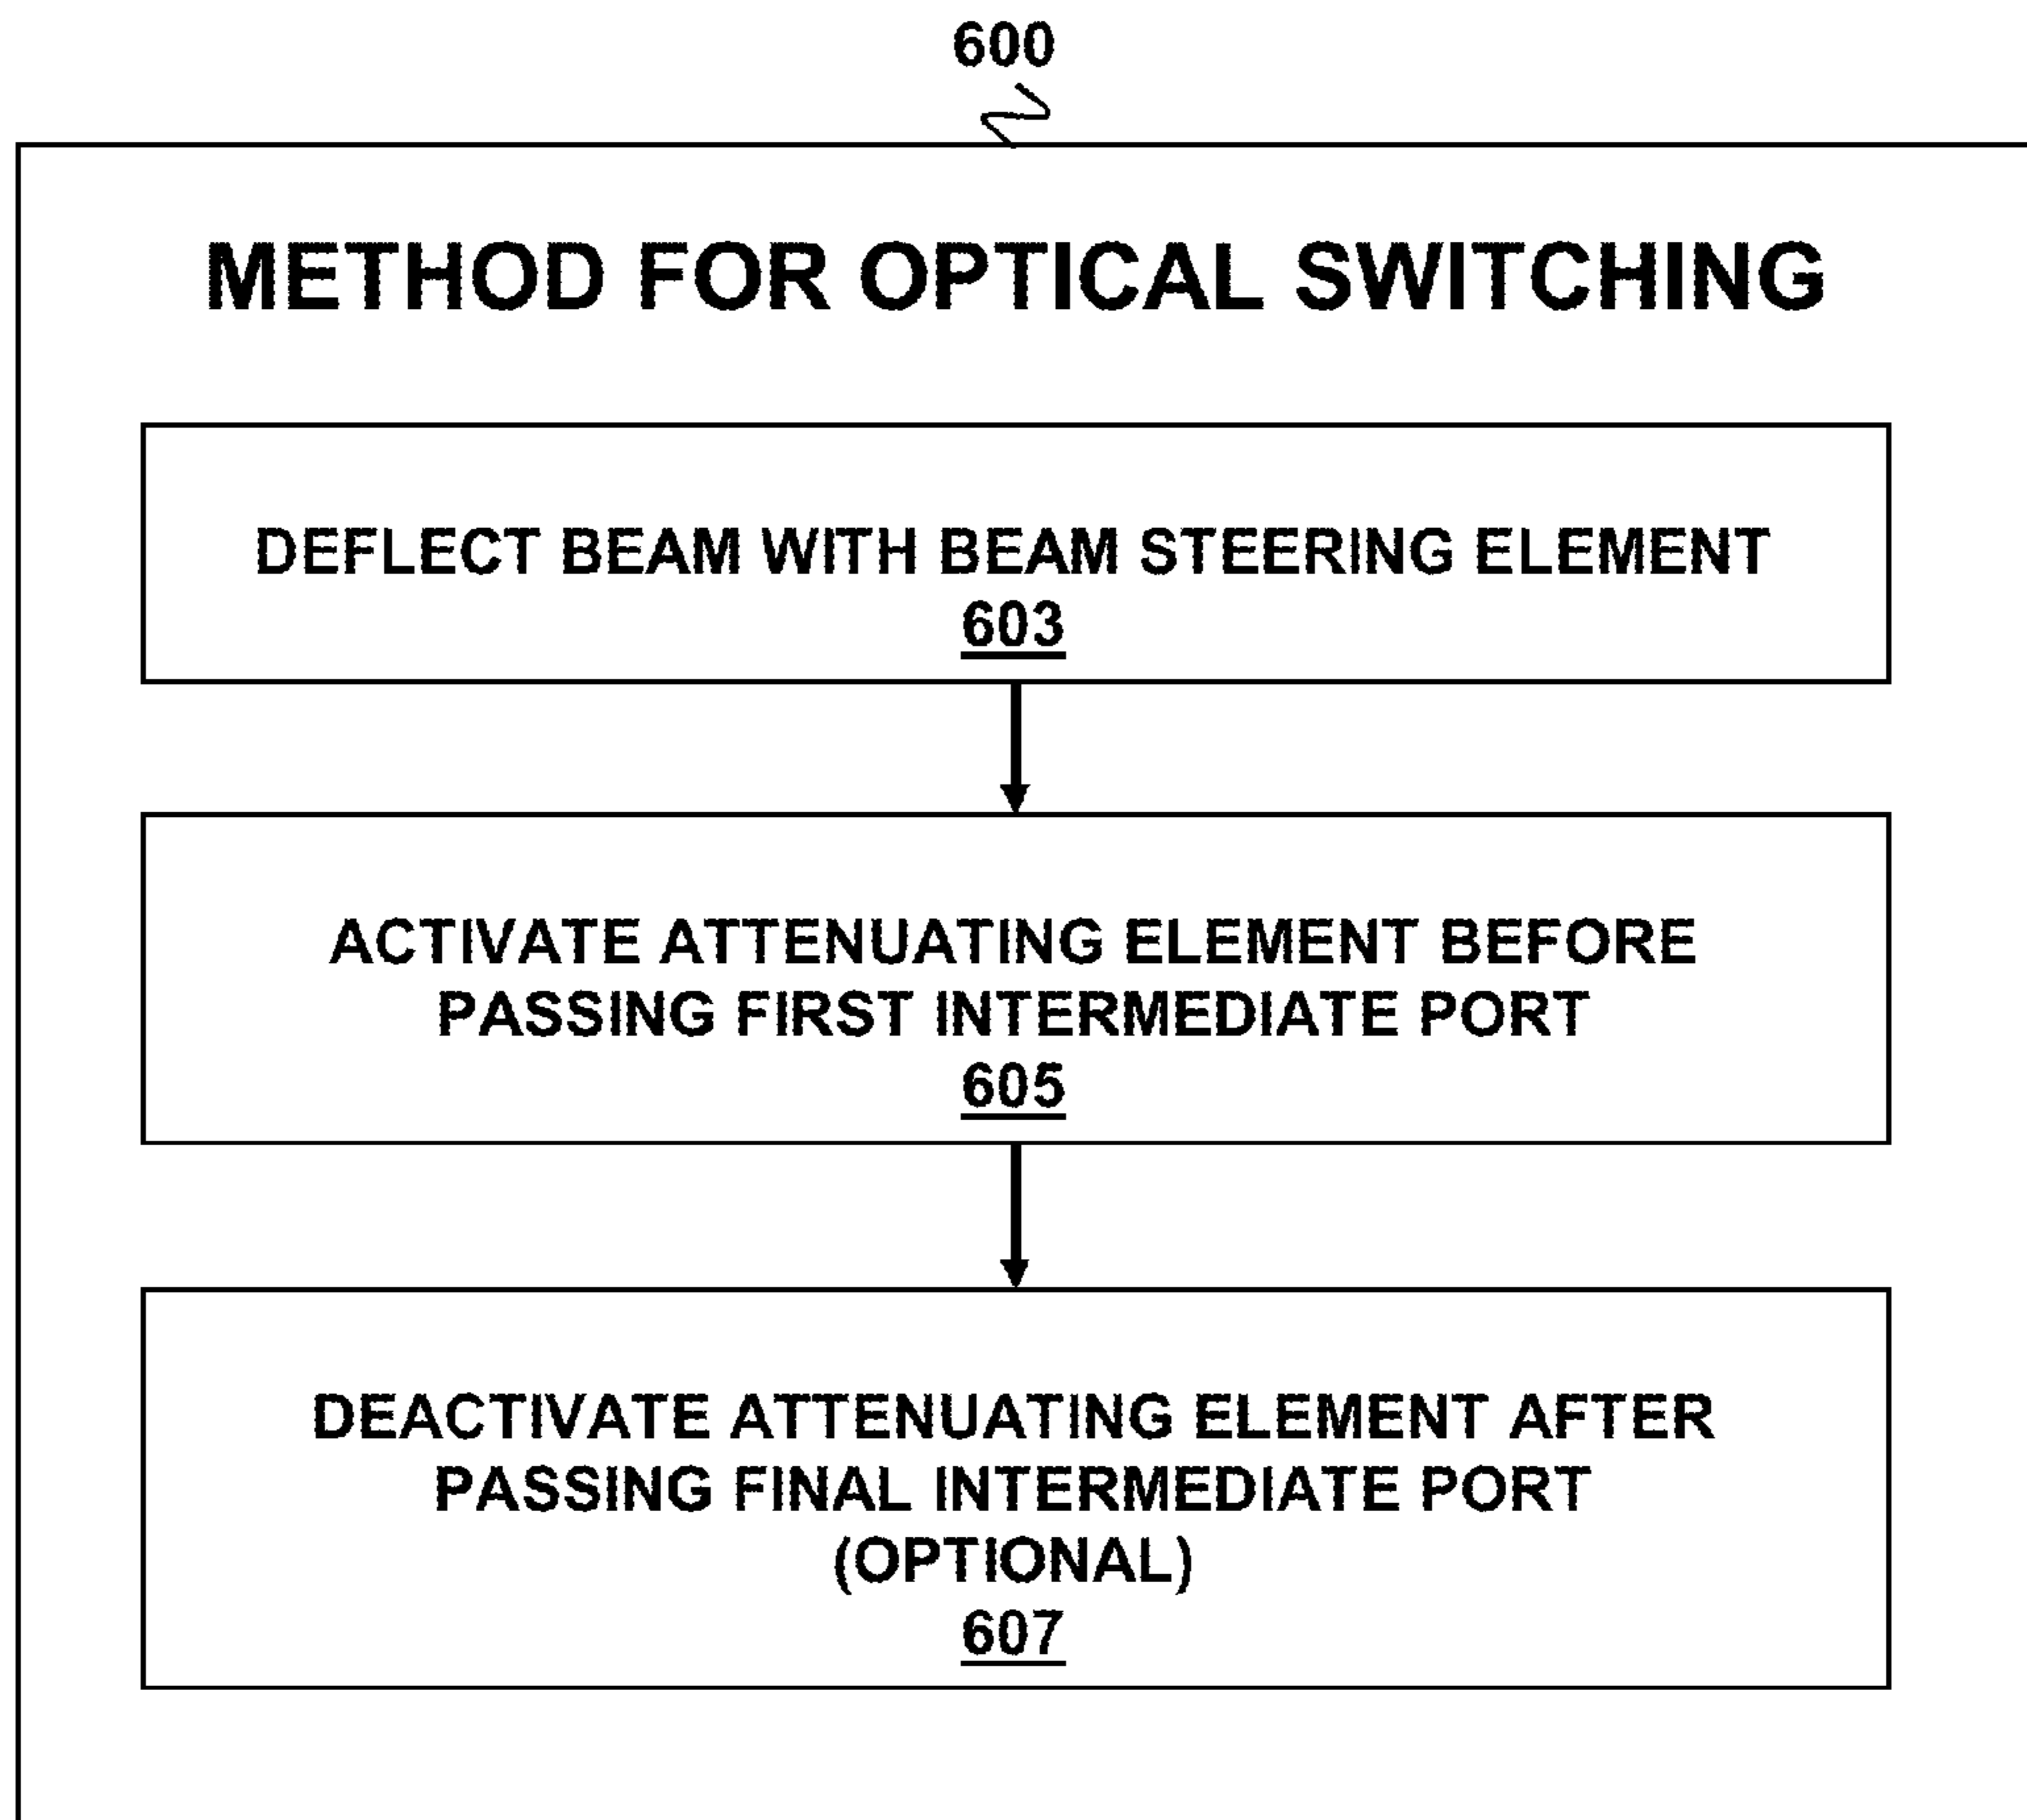 600
METHOD FOR OPTICAL SWITCHING
DEFLECT BEAM WITH BEAM STEERING ELEMENT
603
ACTIVATE ATTENUATING ELEMENT BEFORE
PASSING FIRST INTERMEDIATE PORT
605
DEACTIVATE ATTENUATING ELEMENT AFTER
PASSING FINAL INTERMEDIATE PORT
(OPTIONAL)
607